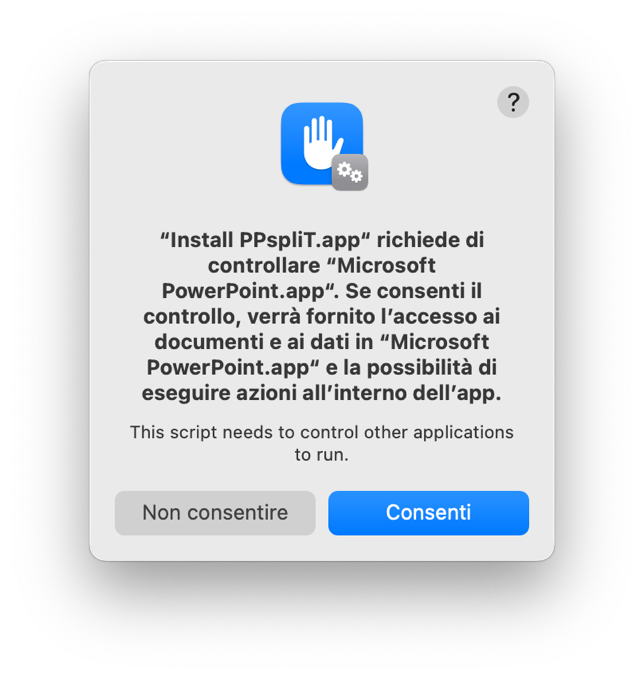 ?
“Install PPspliT.app“ richiede di
controllare “Microsoft
PowerPoint.app“. Se consenti il
controllo, verrà fornito l’accesso ai
documenti e ai dati in “Microsoft
PowerPoint.app“ e la possibilità di
eseguire azioni all’interno dell’app.
This script needs to control other applications
to run.
Non consentire
Consenti